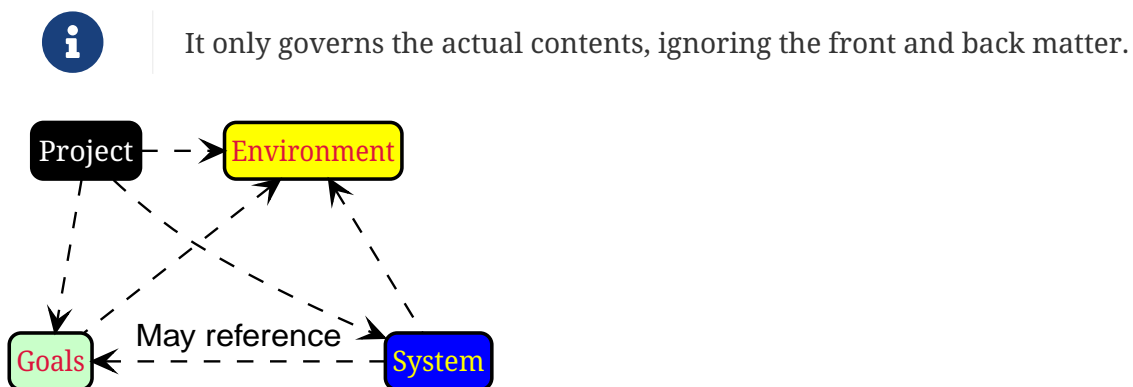 It only governs the actual contents, ignoring the front and back matter.
Project
Environment
May reference
Goals
System